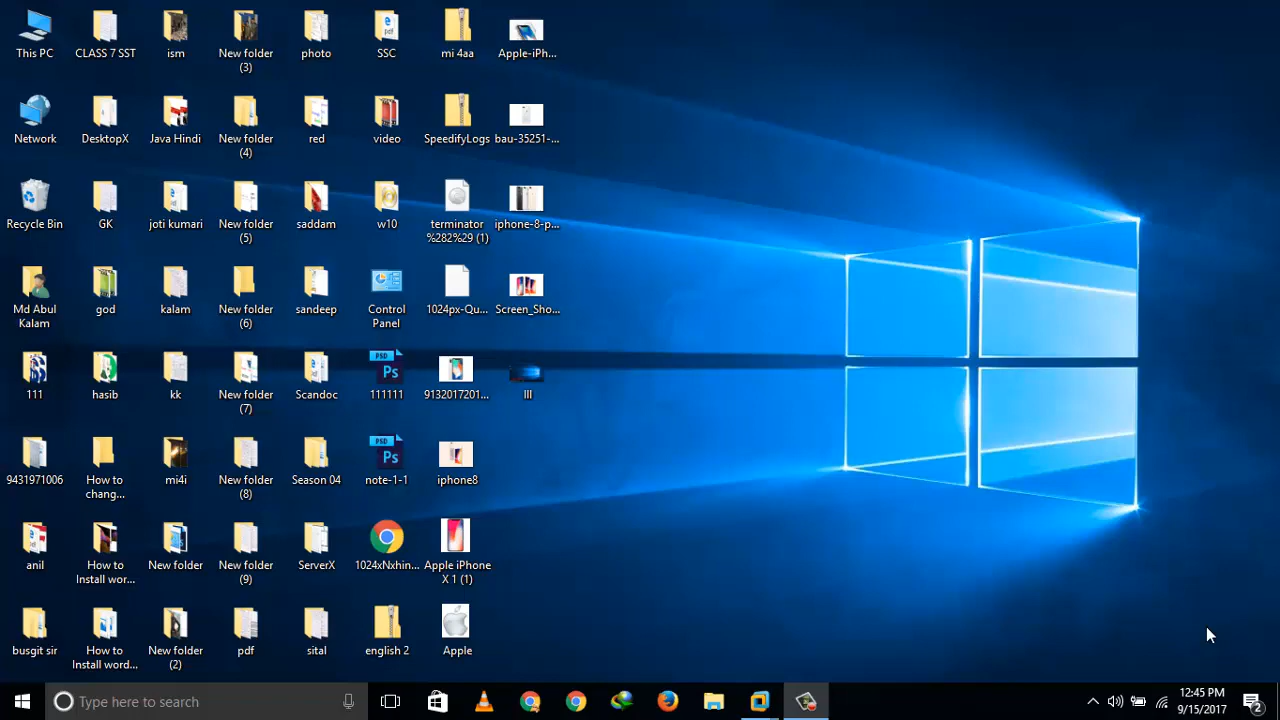 This PC
CLASS 7 SST
ism
New folder
(3)
photo
SSC
mi 4aa
Apple-iPh...
Network
DesktopX
Java Hindi
New folder
(4)
red
video
SpeedifyLogs
bau-35251-...
Recycle Bin
GK
joti kumari
New folder
(5)
saddam
w10
terminator
%282%29 (1)
iphone-8-p...
Md Abul
Kalam
god
kalam
New folder
(6)
sandeep
Control
Panel
1024px-Qu...
Screen_Sho...
111
hasib
kk
New folder
(7)
Scandoc
PSD
Ps
111111
9132017201...
lll
9431971006
How to
chang...
mi4i
New folder
(8)
Season 04
PSD
Ps
note-1-1
iphone8
anil
How to
Install wor...
New folder
New folder
(9)
ServerX
1024xNxhin...
Apple iPhone
X 1 (1)
busgit sir
How to
Install word...
New folder
(2)
pdf
sital
english 2
Apple
Type here to search
12:45 PM
9/15/2017
2